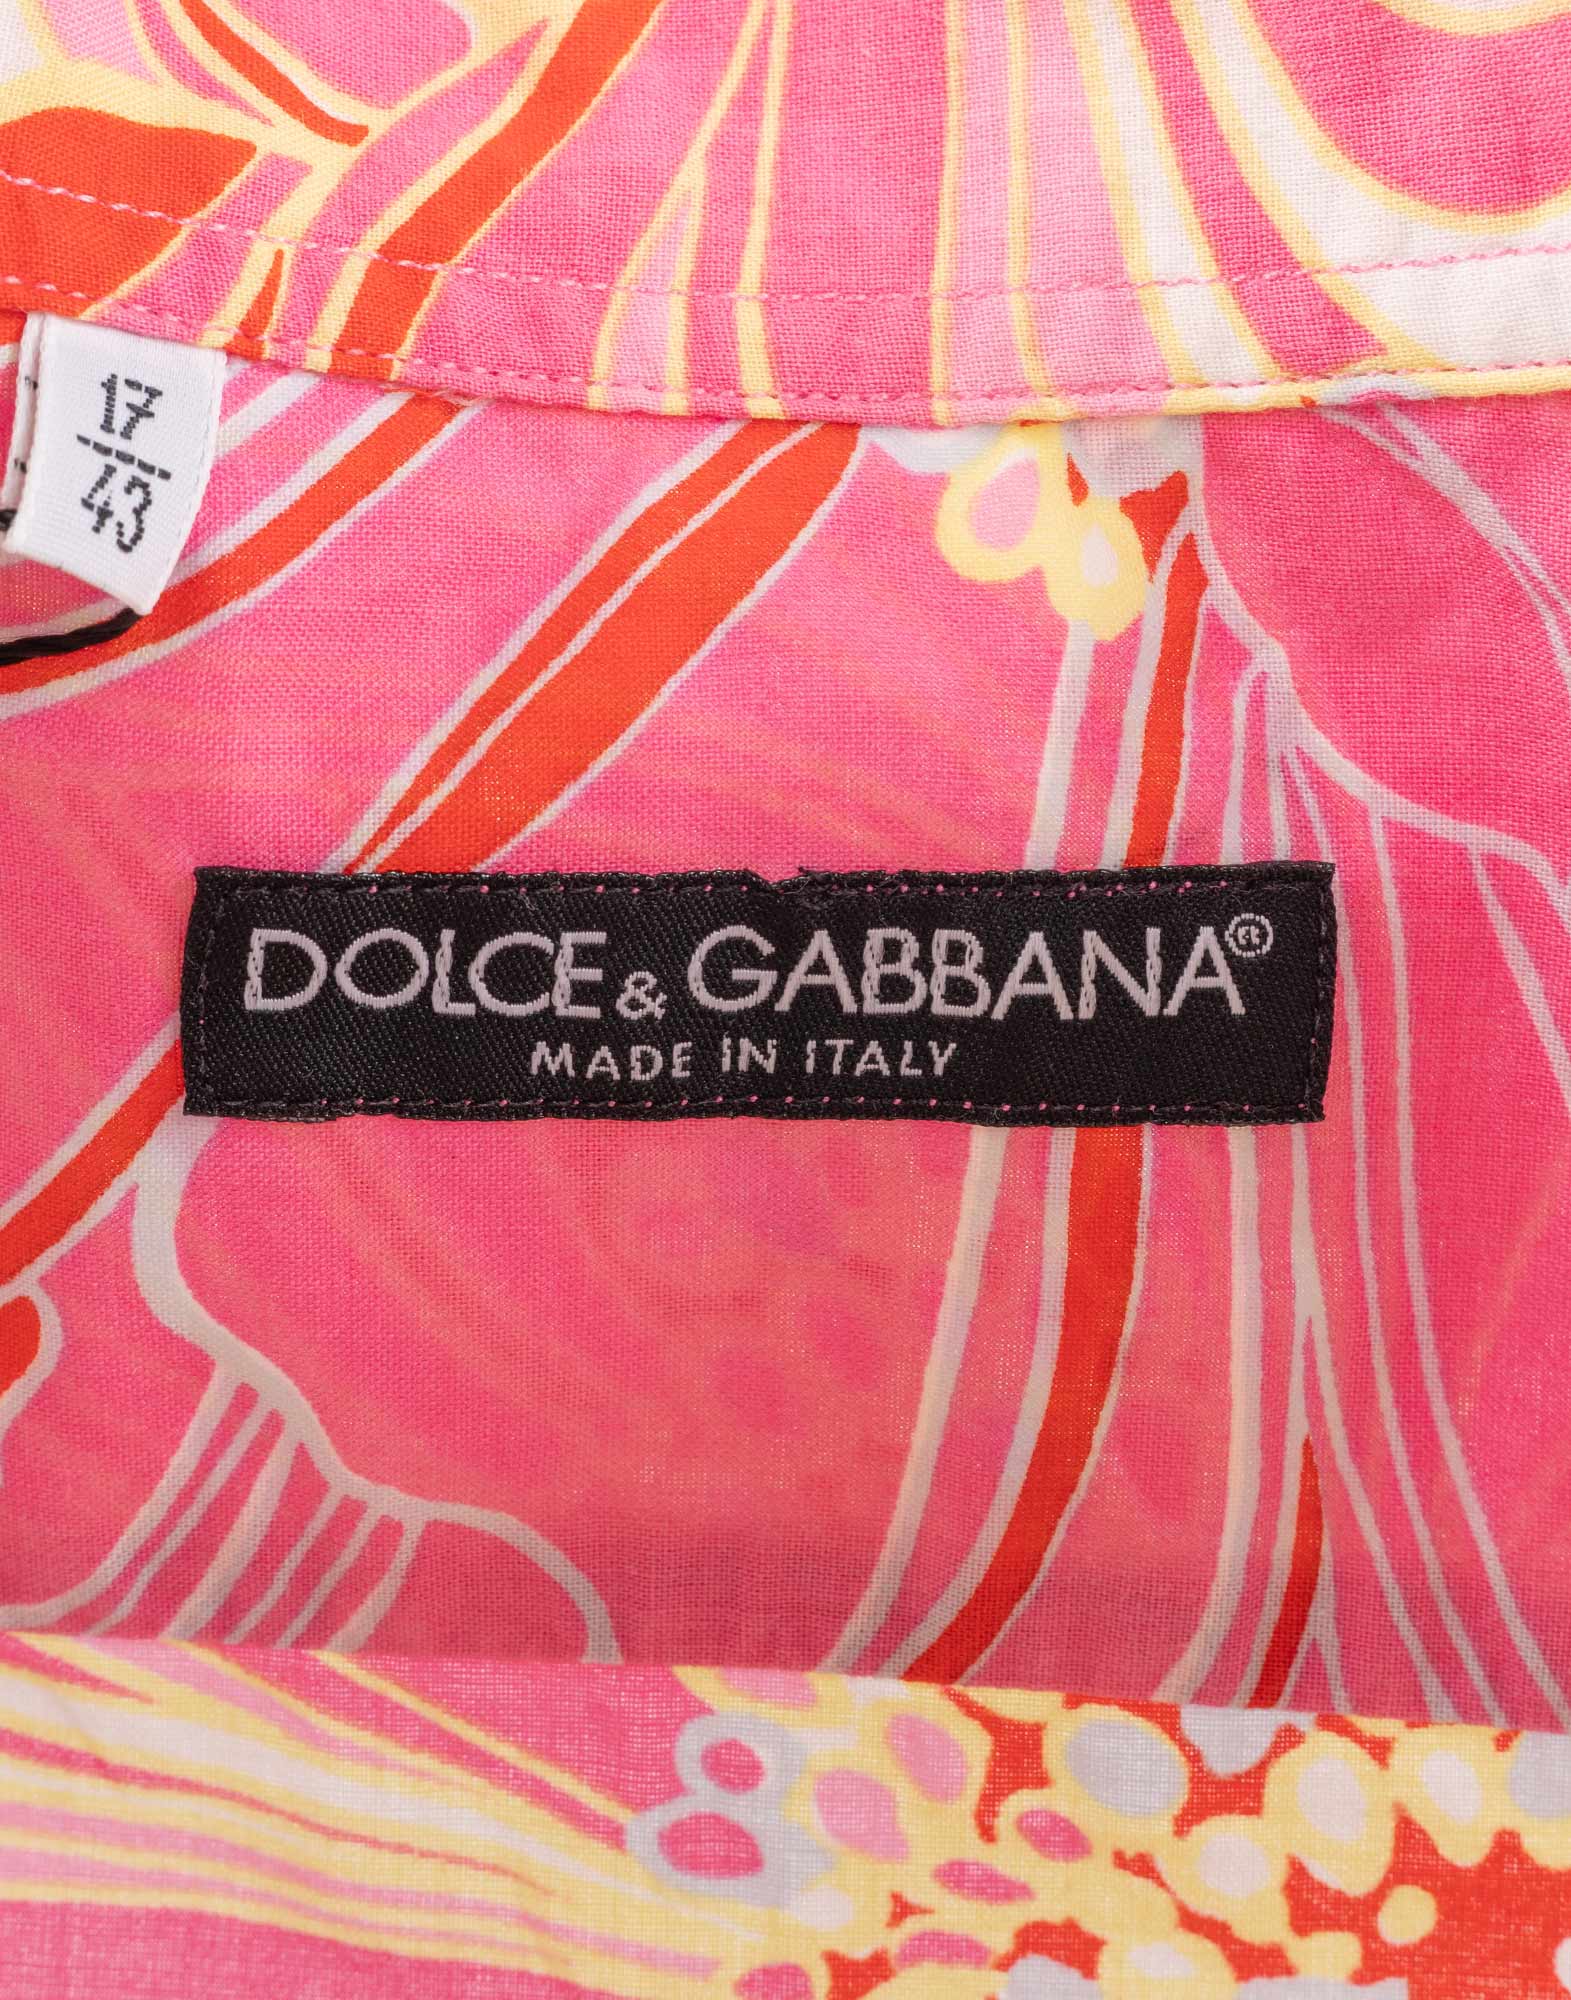 17
43
DOLCE & GABBANA®
MADE IN ITALY